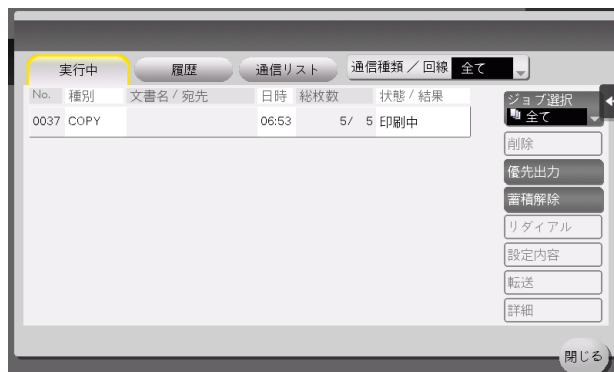 実行中 履歴 通信リスト 通信種類／回線 全て
No. 種別 文書名／宛先 日時 総枚数 状態／結果
0037 COPY 06:53 5/ 5 印刷中
ジョブ選択
全て
削除
優先出力
蓄積解除
リダイアル
設定内容
転送
詳細
閉じる